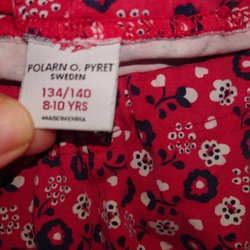 POLARN O. PYRET
SWEDEN
134/140
8-10 YRS
MADE IN CHINA